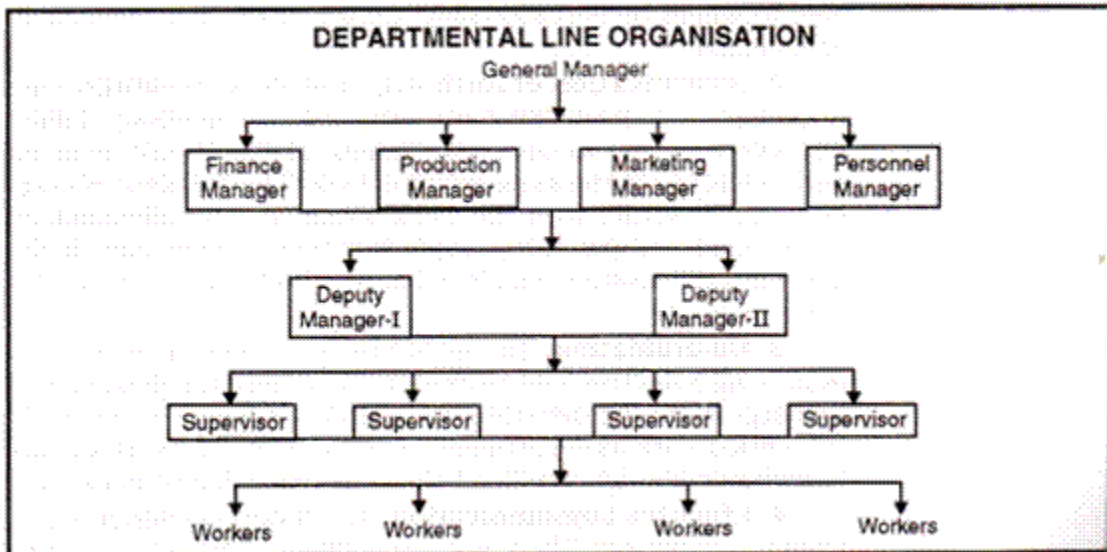 DEPARTMENTAL LINE ORGANISATION
General Manager
Finance Manager
Production Manager
Marketing Manager
Personnel Manager
Deputy Manager-I
Deputy Manager-II
Supervisor
Supervisor
Supervisor
Supervisor
Workers
Workers
Workers
Workers